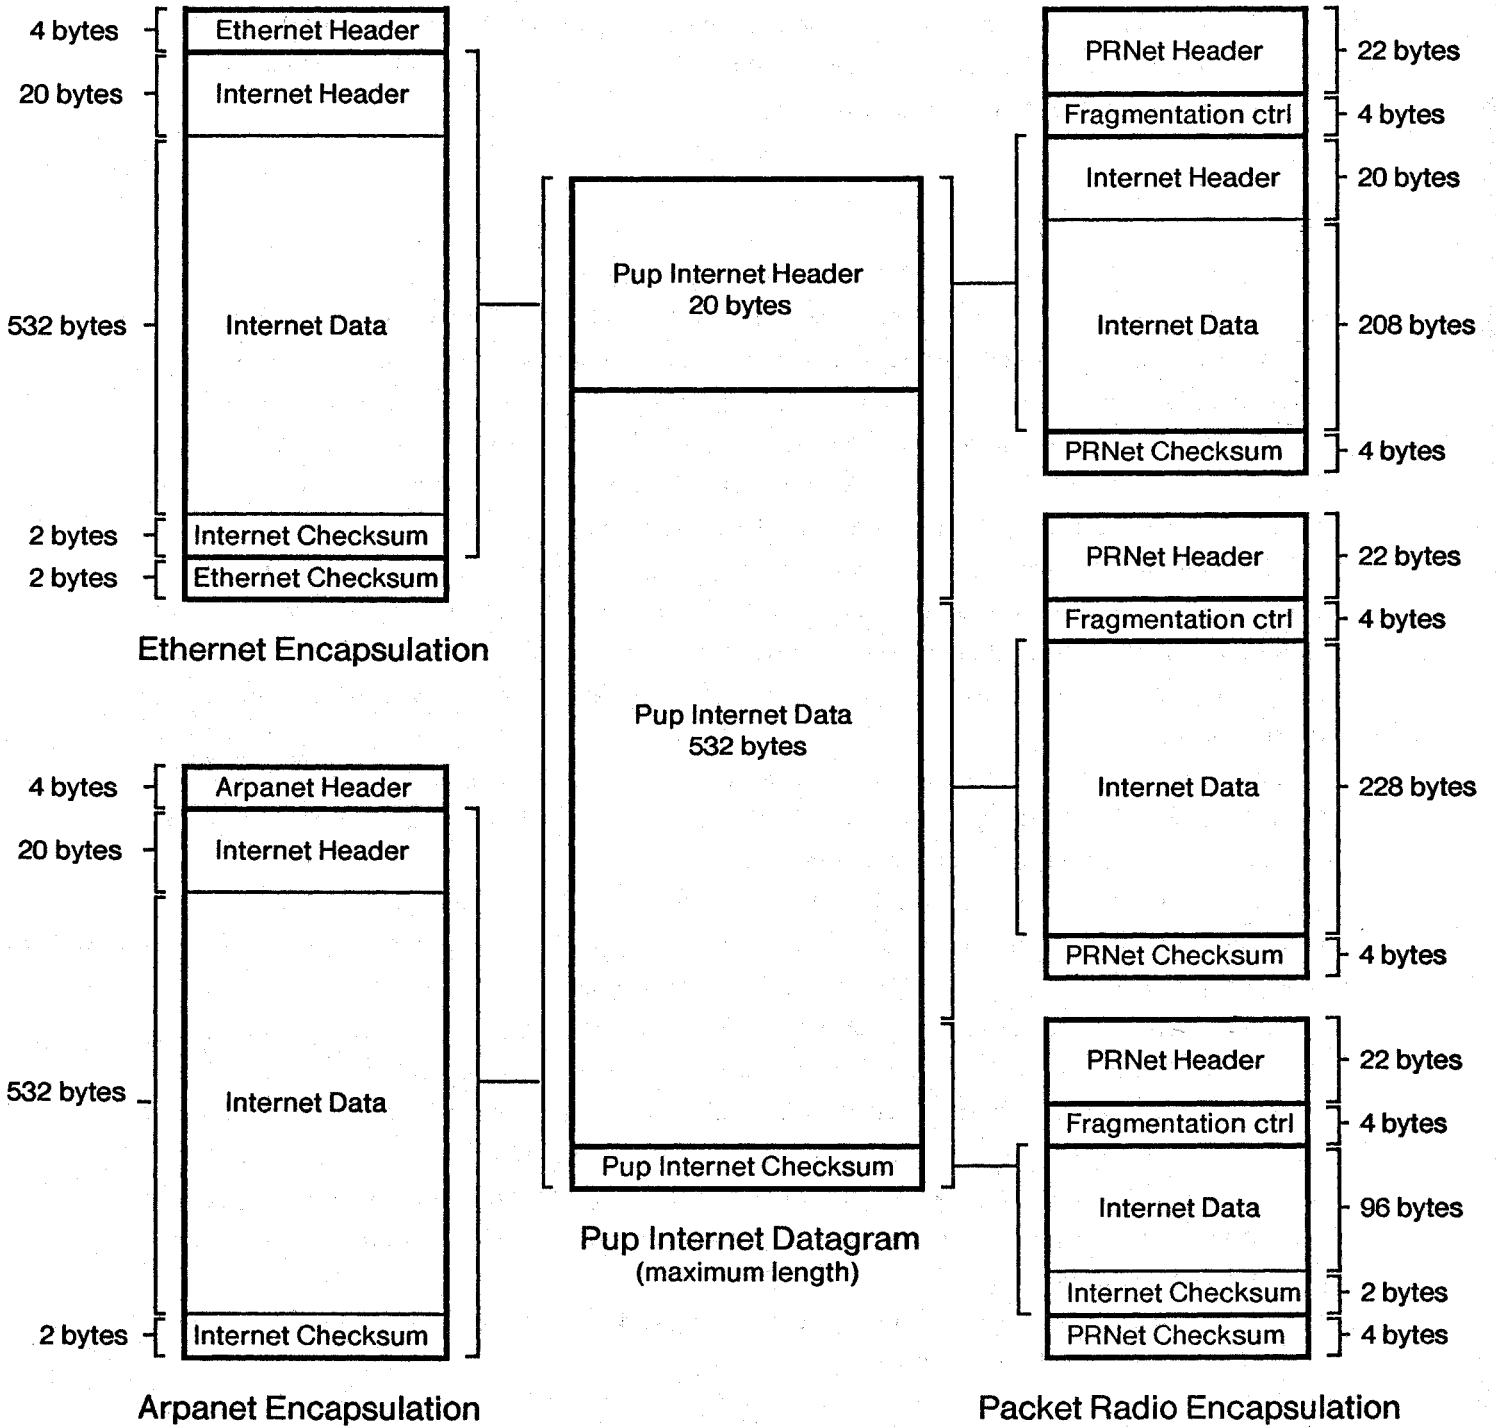 4 bytes
Ethernet Header
20 bytes
Internet Header
532 bytes
Internet Data
2 bytes
Internet Checksum
2 bytes
Ethernet Checksum
Ethernet Encapsulation
4 bytes
Arpanet Header
20 bytes
Internet Header
532 bytes
Internet Data
2 bytes
Internet Checksum
Arpanet Encapsulation
Pup Internet Header
20 bytes
Pup Internet Data
532 bytes
Pup Internet Checksum
Pup Internet Datagram
(maximum length)
PRNet Header
22 bytes
Fragmentation ctrl
4 bytes
Internet Header
20 bytes
Internet Data
208 bytes
PRNet Checksum
4 bytes
PRNet Header
22 bytes
Fragmentation ctrl
4 bytes
Internet Data
228 bytes
PRNet Checksum
4 bytes
PRNet Header
22 bytes
Fragmentation ctrl
4 bytes
Internet Data
96 bytes
Internet Checksum
2 bytes
PRNet Checksum
4 bytes
Packet Radio Encapsulation